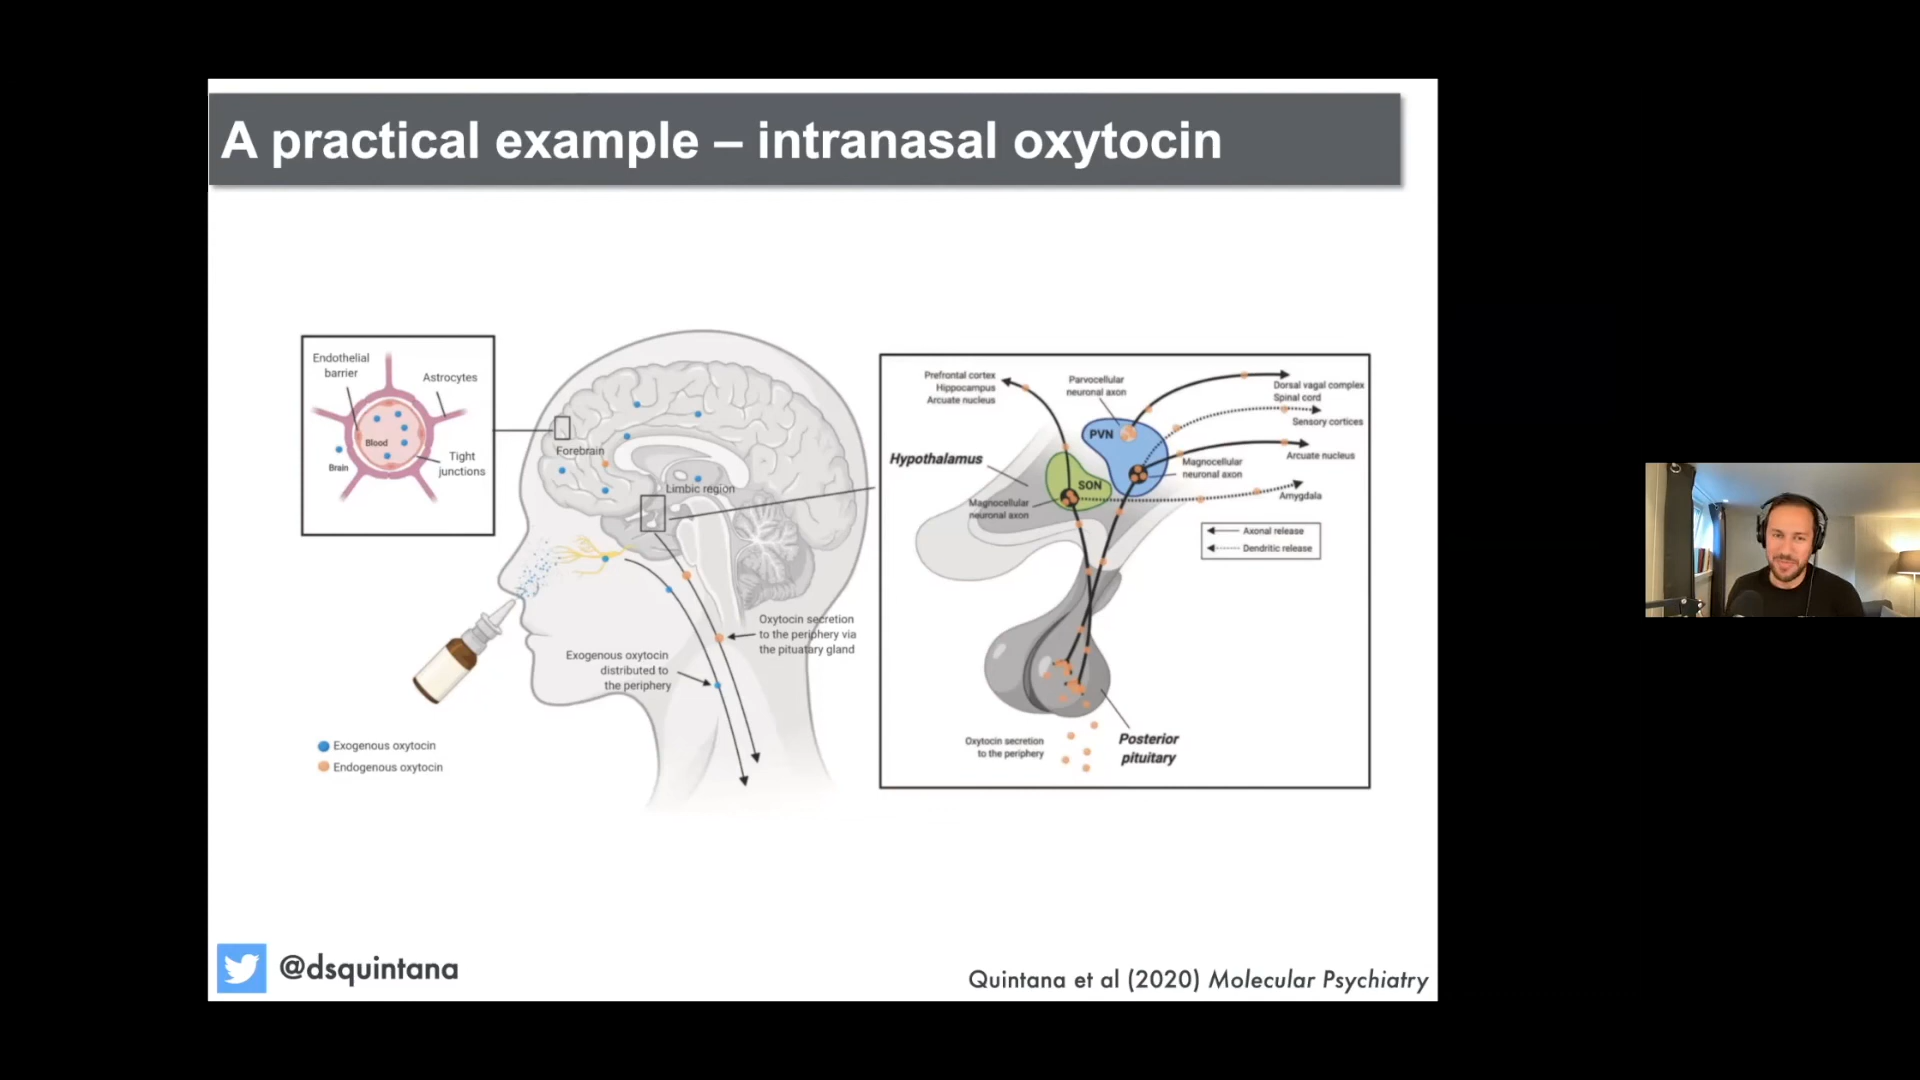 A practical example – intranasal oxytocin
Endothelial
barrier
Astrocytes
Blood
Brain
Tight
junctions
Forebrain
Limbic region
Oxytocin secretion
to the periphery via
the pituatary gland
Exogenous oxytocin
distributed to
the periphery
Exogenous oxytocin
Endogenous oxytocin
Prefrontal cortex
Hippocampus
Arcuate nucleus
Parvocellular
neuronal axon
Dorsal vagal complex
Spinal cord
Sensory cortices
PVN
Arcuate nucleus
Hypothalamus
Magnocellular
neuronal axon
SON
Magnocellular
neuronal axon
Amygdala
Axonal release
Dendritic release
Oxytocin secretion
to the periphery
Posterior
pituitary
@dsquintana
Quintana et al (2020) Molecular Psychiatry